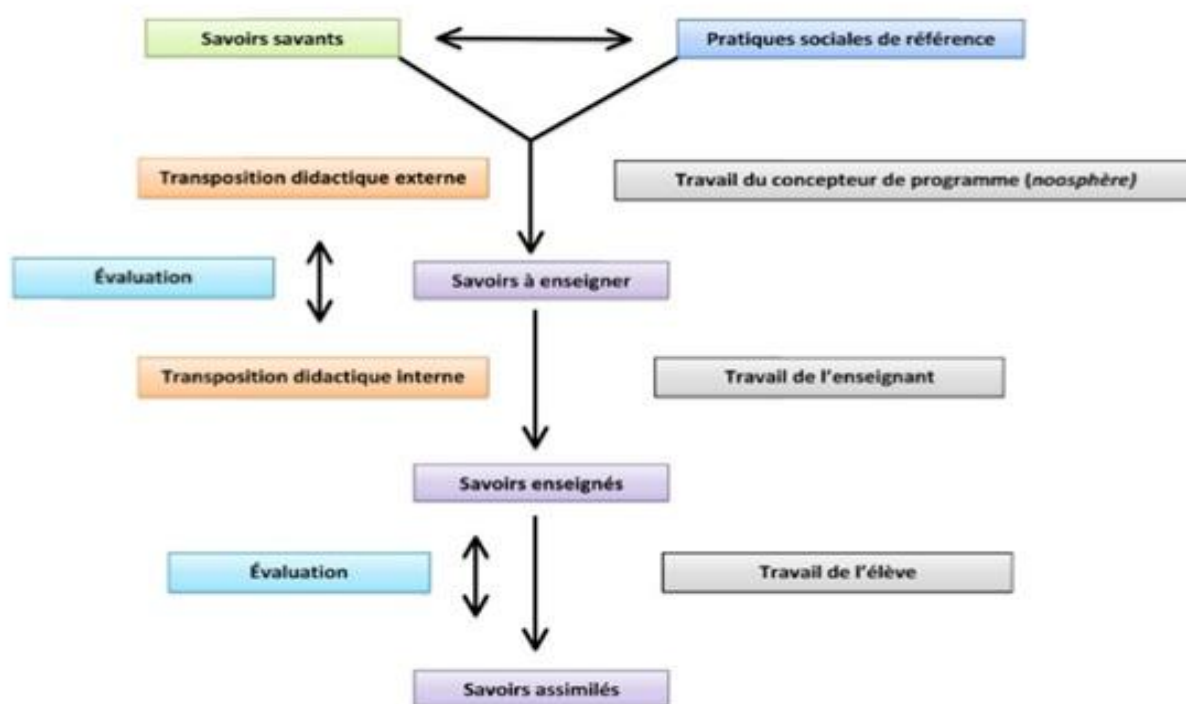 Savoirs savants
Pratiques sociales de référence
Transposition didactique externe
Travail du concepteur de programme (noosphère)
Évaluation
Savoirs à enseigner
Transposition didactique interne
Travail de l'enseignant
Savoirs enseignés
Évaluation
Travail de l'élève
Savoirs assimilés